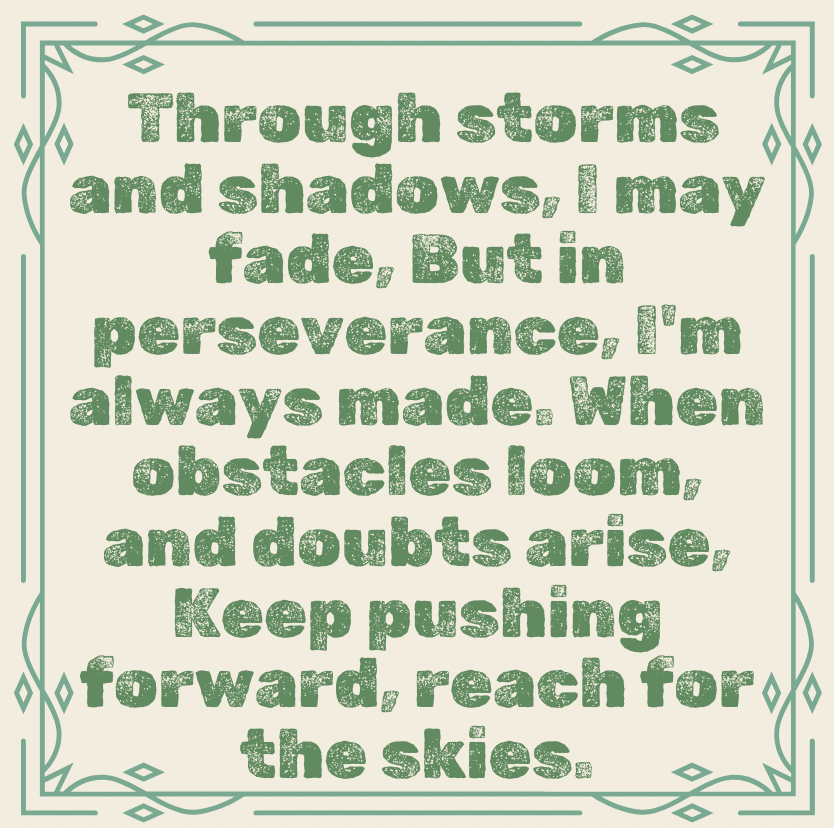 Through storms
and shadows, I may
fade, But in
perseverance, I'm
always made. When
obstacles loom,
and doubts arise,
Keep pushing
forward, reach for
the skies.